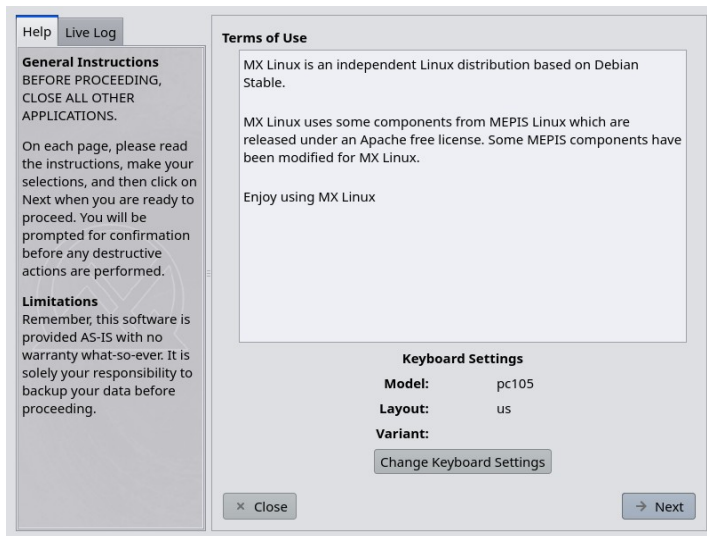 Help
Live Log
General Instructions
BEFORE PROCEEDING,
CLOSE ALL OTHER
APPLICATIONS.
On each page, please read
the instructions, make your
selections, and then click on
Next when you are ready to
proceed. You will be
prompted for confirmation
before any destructive
actions are performed.
Limitations
Remember, this software is
provided AS-IS with no
warranty what-so-ever. It is
solely your responsibility to
backup your data before
proceeding.
Terms of Use
MX Linux is an independent Linux distribution based on Debian
Stable.
MX Linux uses some components from MEPIS Linux which are
released under an Apache free license. Some MEPIS components have
been modified for MX Linux.
Enjoy using MX Linux
Keyboard Settings
Model: pc105
Layout: us
Variant:
Change Keyboard Settings
Close
Next